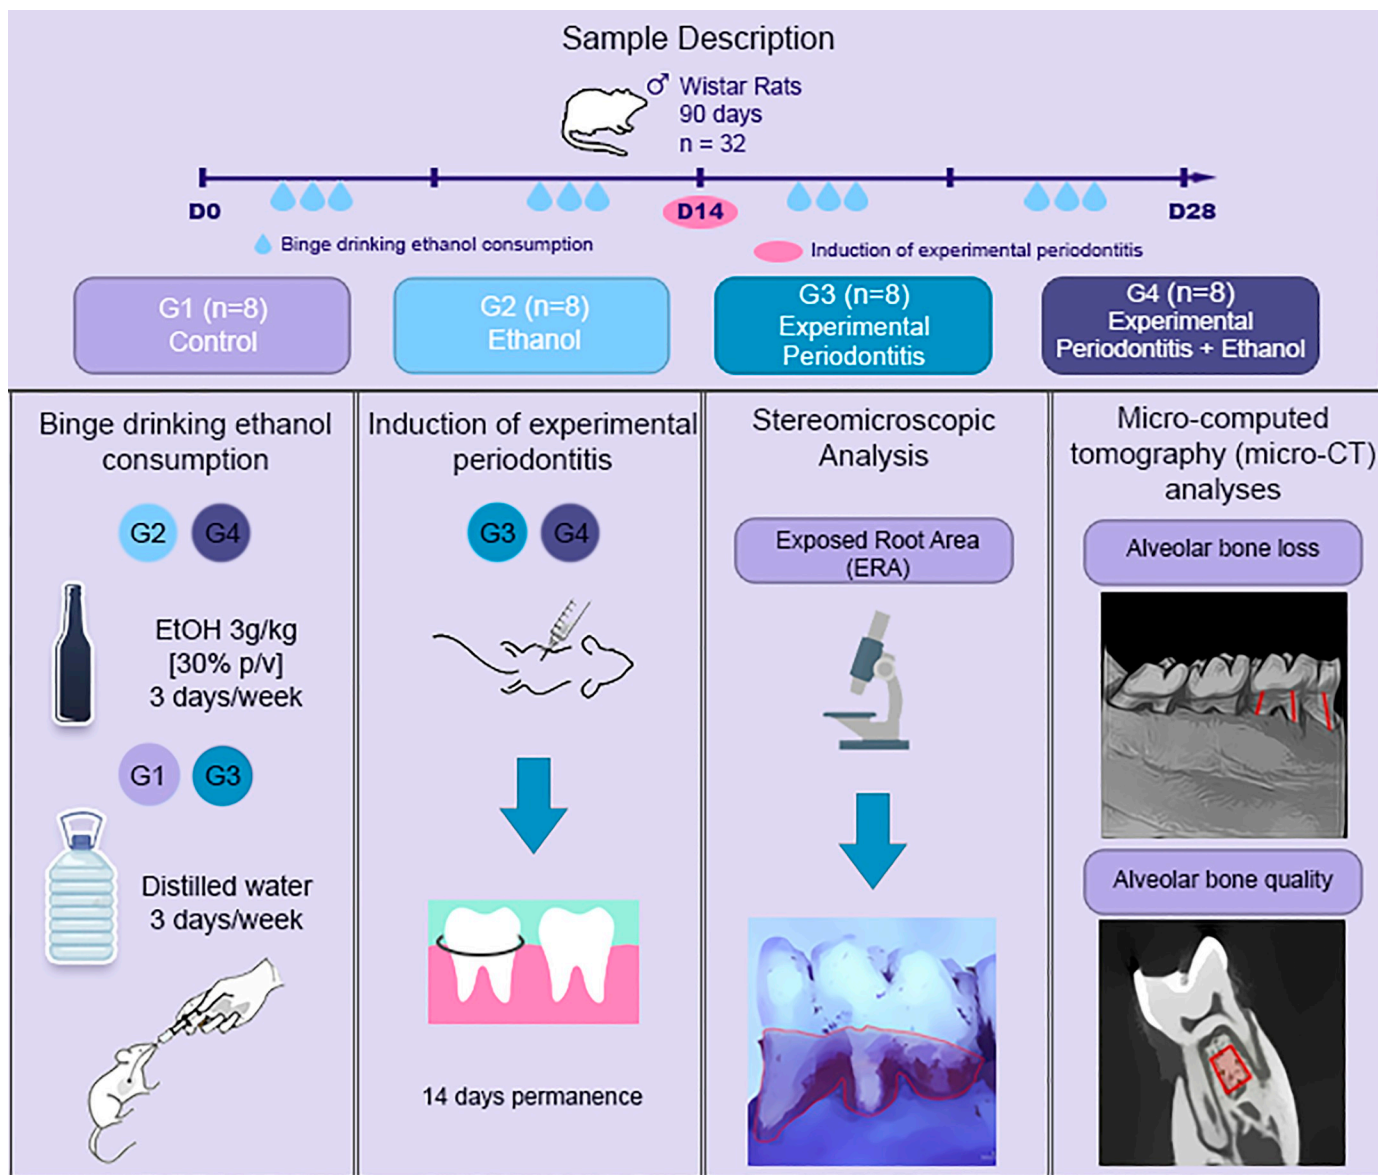 Sample Description
♂ Wistar Rats
90 days
n = 32
D0
D14
D28
Binge drinking ethanol consumption
Induction of experimental periodontitis
G1 (n=8)
Control
G2 (n=8)
Ethanol
G3 (n=8)
Experimental
Periodontitis
G4 (n=8)
Experimental
Periodontitis + Ethanol
Binge drinking ethanol
consumption
G2
G4
EtOH 3g/kg
[30% p/v]
3 days/week
G1
G3
Distilled water
3 days/week
Induction of experimental
periodontitis
G3
G4
14 days permanence
Stereomicroscopic
Analysis
Exposed Root Area
(ERA)
Micro-computed
tomography (micro-CT)
analyses
Alveolar bone loss
Alveolar bone quality